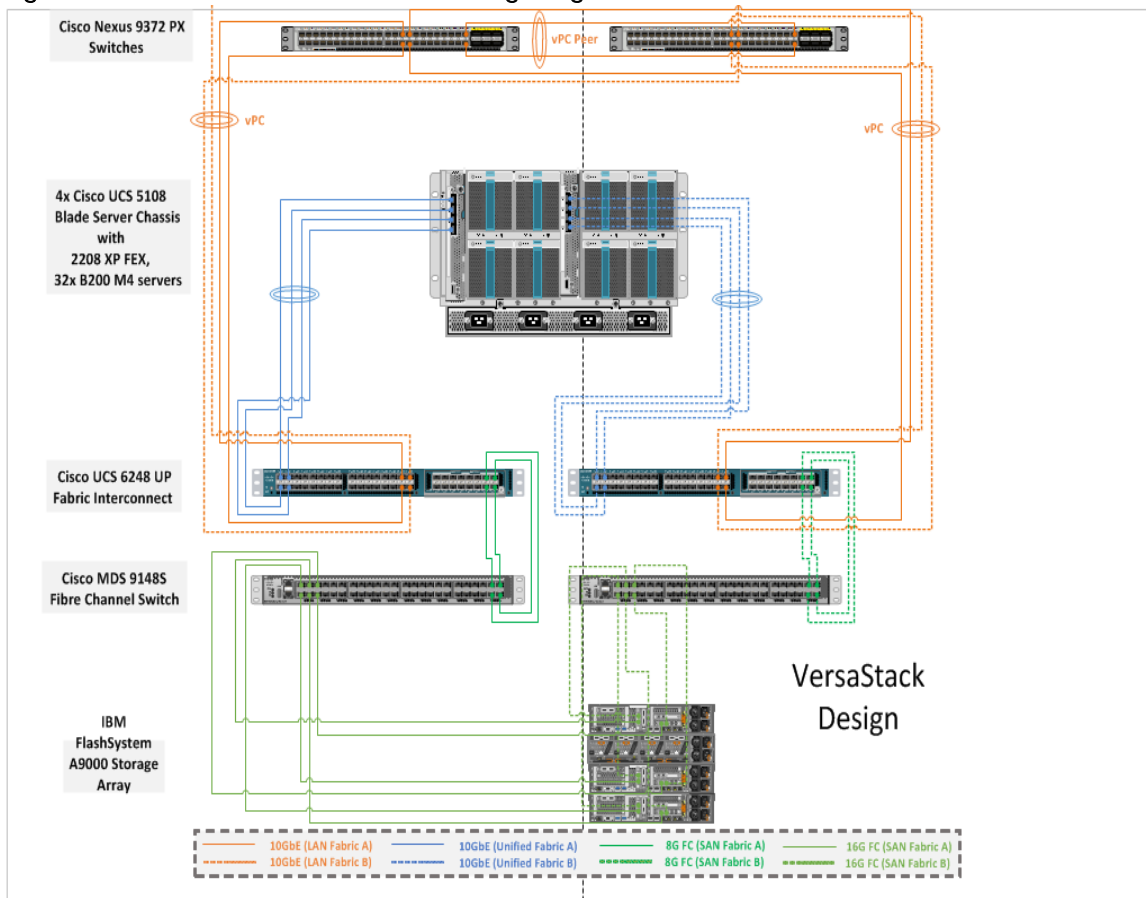 Cisco Nexus 9372 PX
Switches
vPC Peer
vPC
vPC
4x Cisco UCS 5108
Blade Server Chassis
with
2208 XP FEX,
32x B200 M4 servers
Cisco UCS 6248 UP
Fabric Interconnect
Cisco MDS 9148S
Fibre Channel Switch
VersaStack
Design
IBM
FlashSystem
A9000 Storage
Array
10GbE (LAN Fabric A)
10GbE (Unified Fabric A)
8G FC (SAN Fabric A)
16G FC (SAN Fabric A)
10GbE (LAN Fabric B)
10GbE (Unified Fabric B)
8G FC (SAN Fabric B)
16G FC (SAN Fabric B)